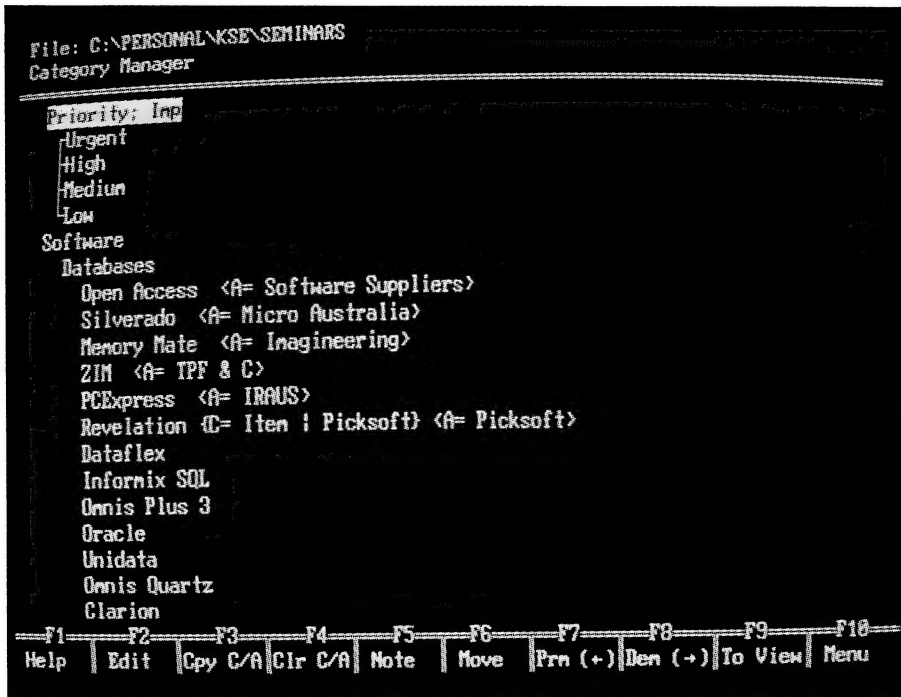 File: C:\PERSONAL\KSE\SEMINARS
Category Manager
Priority; Imp
Urgent
High
Medium
Low
Software
Databases
Open Access <A= Software Suppliers>
Silverado <A= Micro Australia>
Memory Mate <A= Imagineering>
ZIM <A= TPF & C>
PCExpress <A= IRAUS>
Revelation {C= Item ¦ Picksoft} <A= Picksoft>
Dataflex
Informix SQL
Omnis Plus 3
Oracle
Unidata
Omnis Quartz
Clarion
F1 F2 F3 F4 F5 F6 F7 F8 F9 F10
Help Edit Cpy C/A Clr C/A Note Move Prm (←) Dem (→) To View Menu